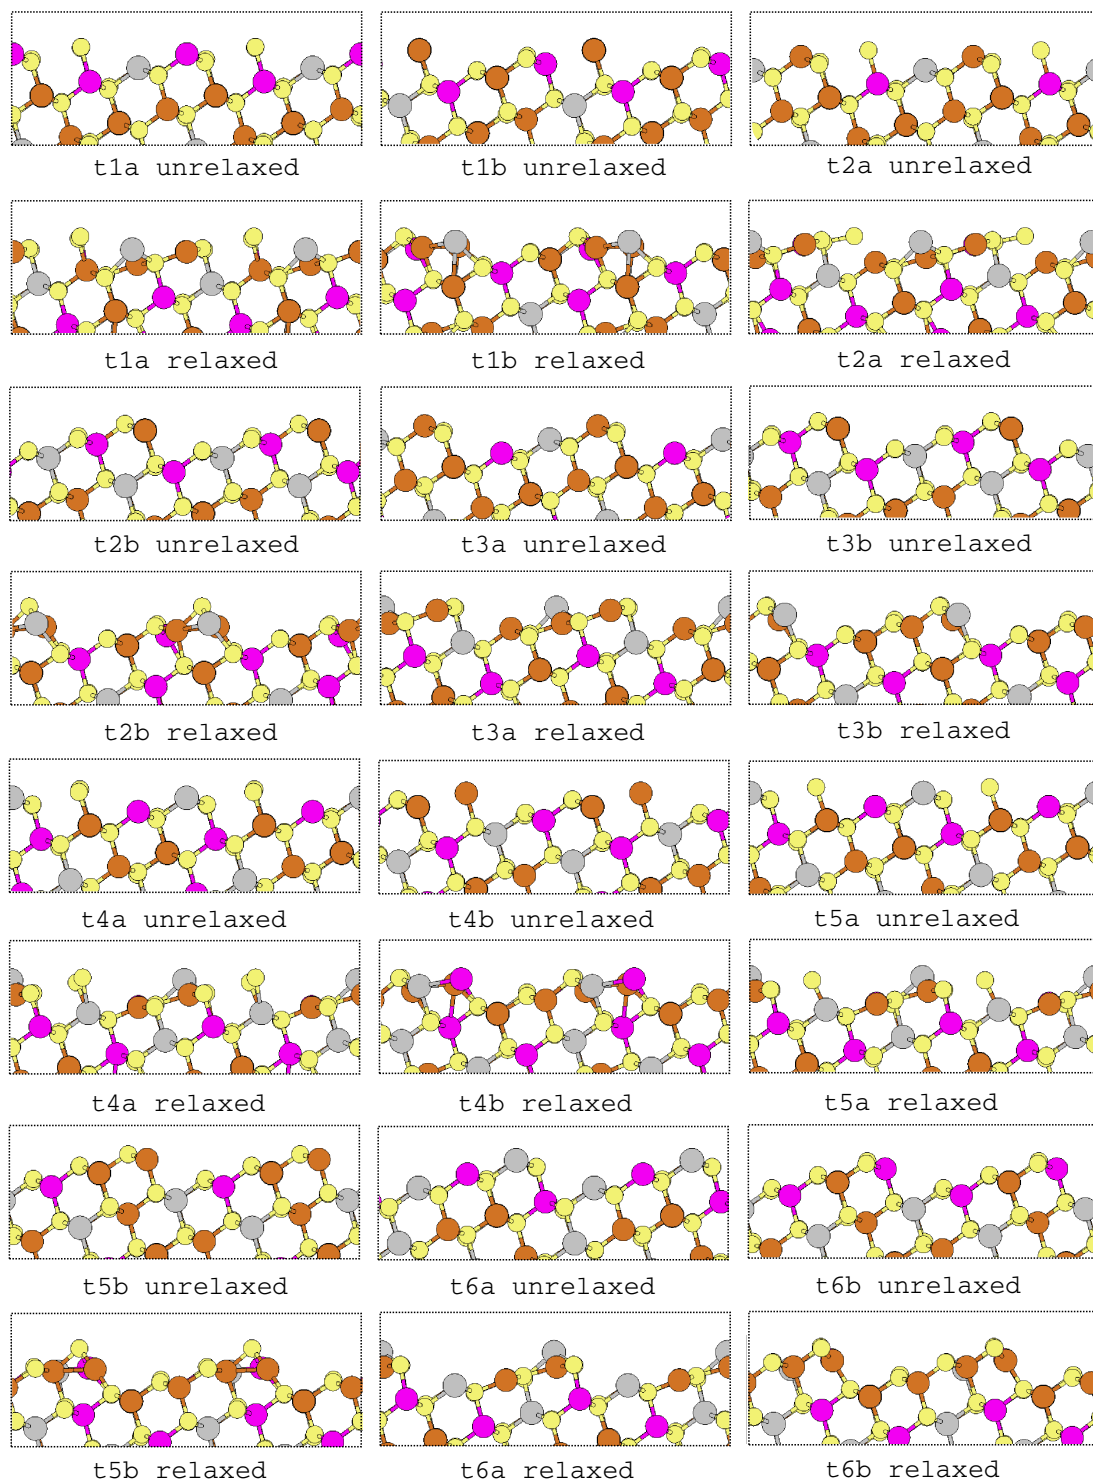 t1a unrelaxed
t1b unrelaxed
t2a unrelaxed
t1a relaxed
t1b relaxed
t2a relaxed
t2b unrelaxed
t3a unrelaxed
t3b unrelaxed
t2b relaxed
t3a relaxed
t3b relaxed
t4a unrelaxed
t4b unrelaxed
t5a unrelaxed
t4a relaxed
t4b relaxed
t5a relaxed
t5b unrelaxed
t6a unrelaxed
t6b unrelaxed
t5b relaxed
t6a relaxed
t6b relaxed